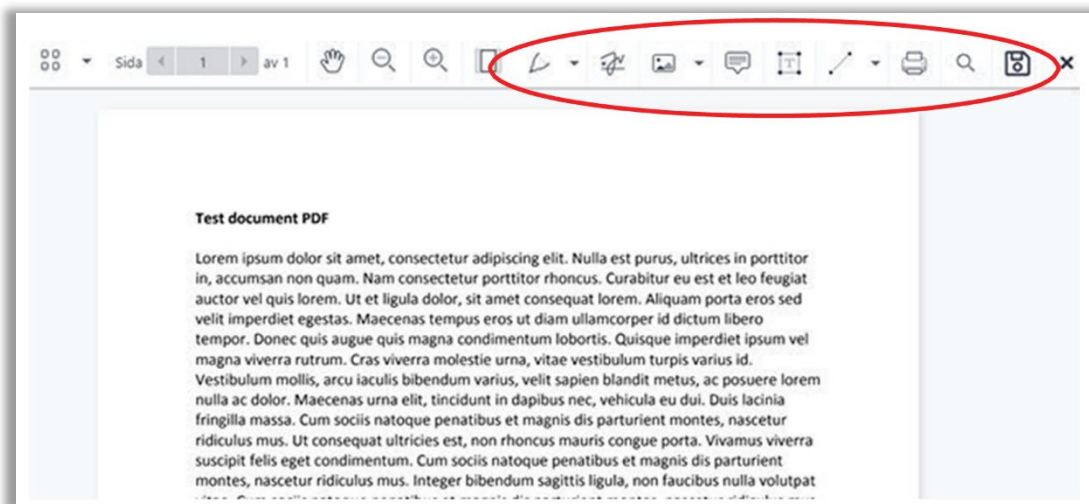 Sida 1 av 1
Test document PDF
Lorem ipsum dolor sit amet, consectetur adipiscing elit. Nulla est purus, ultrices in porttitor
in, accumsan non quam. Nam consectetur porttitor rhoncus. Curabitur eu est et leo feugiat
auctor vel quis lorem. Ut et ligula dolor, sit amet consequat lorem. Aliquam porta eros sed
velit imperdiet egestas. Maecenas tempus eros ut diam ullamcorper id dictum libero
tempor. Donec quis augue quis magna condimentum lobortis. Quisque imperdiet ipsum vel
magna viverra rutrum. Cras viverra molestie urna, vitae vestibulum turpis varius id.
Vestibulum mollis, arcu iaculis bibendum varius, velit sapien blandit metus, ac posuere lorem
nulla ac dolor. Maecenas urna elit, tincidunt in dapibus nec, vehicula eu dui. Duis lacinia
fringilla massa. Cum sociis natoque penatibus et magnis dis parturient montes, nascetur
ridiculus mus. Ut consequat ultricies est, non rhoncus mauris congue porta. Vivamus viverra
suscipit felis eget condimentum. Cum sociis natoque penatibus et magnis dis parturient
montes, nascetur ridiculus mus. Integer bibendum sagittis ligula, non faucibus nulla volutpat